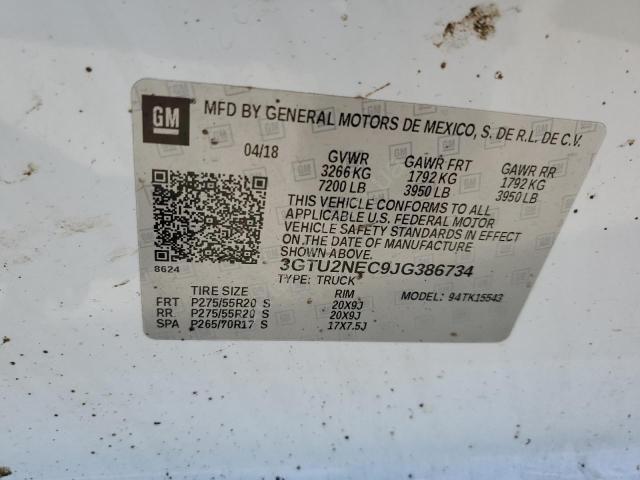 GM
MFD BY GENERAL MOTORS DE MEXICO, S. DE R.L. DE C.V.
04/18 GVWR GAWR FRT GAWR RR
3266 KG 1792 KG 1792 KG
7200 LB 3950 LB 3950 LB
THIS VEHICLE CONFORMS TO ALL
APPLICABLE U.S. FEDERAL MOTOR
VEHICLE SAFETY STANDARDS IN EFFECT
ON THE DATE OF MANUFACTURE
SHOWN ABOVE.
8624
3GTU2NEC9JG386734
TYPE: TRUCK
TIRE SIZE RIM MODEL: 94TK15543
FRT P275/55R20 S 20X9J
RR P275/55R20 S 20X9J
SPA P265/70R17 S 17X7.5J